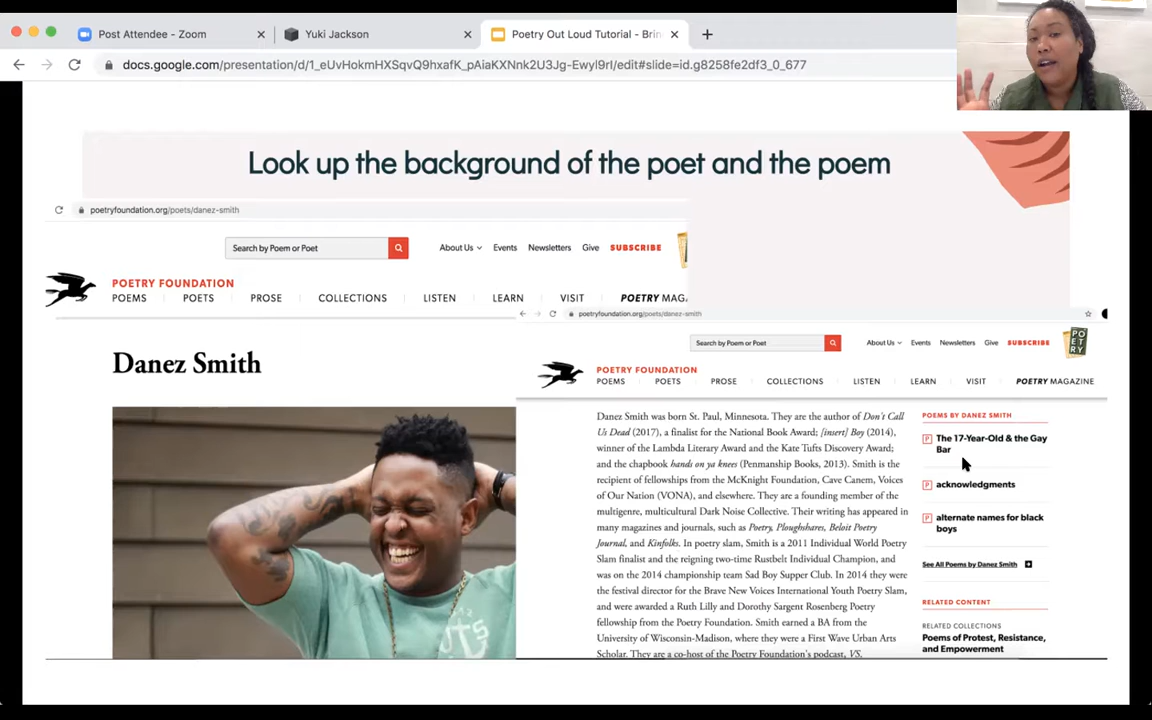 Post Attendee - Zoom
Yuki Jackson
Poetry Out Loud Tutorial - Brin
docs.google.com/presentation/d/1_eUvHokmHXSqvQ9hxafK_pAiaKXNnk2U3Jg-Ewyl9rI/edit#slide=id.g8258fe2df3_0_677
Look up the background of the poet and the poem
poetryfoundation.org/poets/danez-smith
Search by Poem or Poet
About Us Events Newsletters Give SUBSCRIBE
POETRY FOUNDATION
POEMS POETS PROSE COLLECTIONS LISTEN LEARN VISIT POETRY MAGA
Danez Smith
poetryfoundation.org/poets/danez-smith
Search by Poem or Poet
About Us Events Newsletters Give SUBSCRIBE
POETRY
POETRY FOUNDATION
POEMS POETS PROSE COLLECTIONS LISTEN LEARN VISIT POETRY MAGAZINE
Danez Smith was born St. Paul, Minnesota. They are the author of Don't Call
Us Dead (2017), a finalist for the National Book Award; [insert] Boy (2014),
winner of the Lambda Literary Award and the Kate Tufts Discovery Award;
and the chapbook hands on ya knees (Penmanship Books, 2013). Smith is the
recipient of fellowships from the McKnight Foundation, Cave Canem, Voices
of Our Nation (VONA), and elsewhere. They are a founding member of the
multigenre, multicultural Dark Noise Collective. Their writing has appeared in
many magazines and journals, such as Poetry, Ploughshares, Beloit Poetry
Journal, and Kinfolks. In poetry slam, Smith is a 2011 Individual World Poetry
Slam finalist and the reigning two-time Rustbelt Individual Champion, and
was on the 2014 championship team Sad Boy Supper Club. In 2014 they were
the festival director for the Brave New Voices International Youth Poetry Slam,
and were awarded a Ruth Lilly and Dorothy Sargent Rosenberg Poetry
fellowship from the Poetry Foundation. Smith earned a BA from the
University of Wisconsin-Madison, where they were a First Wave Urban Arts
Scholar. They are a co-host of the Poetry Foundation's podcast, VS.
POEMS BY DANEZ SMITH
P The 17-Year-Old & the Gay
Bar
P acknowledgments
P alternate names for black
boys
See All Poems by Danez Smith
RELATED CONTENT
RELATED COLLECTIONS
Poems of Protest, Resistance,
and Empowerment